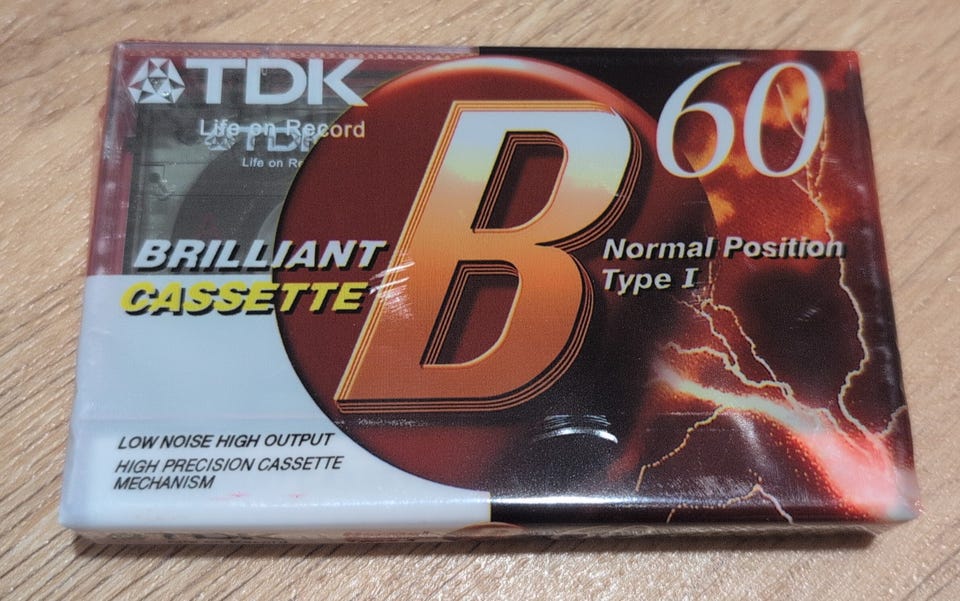 TDK
Life on Record
TDK
Life on Re
BRILLIANT
CASSETTE
B
60
Normal Position
Type I
LOW NOISE HIGH OUTPUT
HIGH PRECISION CASSETTE
MECHANISM
TDK